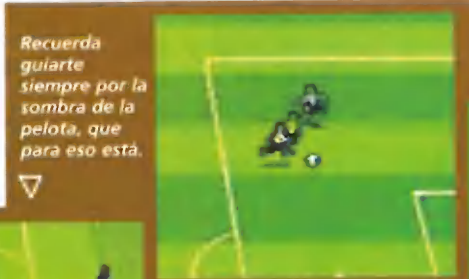 Recuerda
guiarte
siempre por la
sombra de la
pelota, que
para eso está.